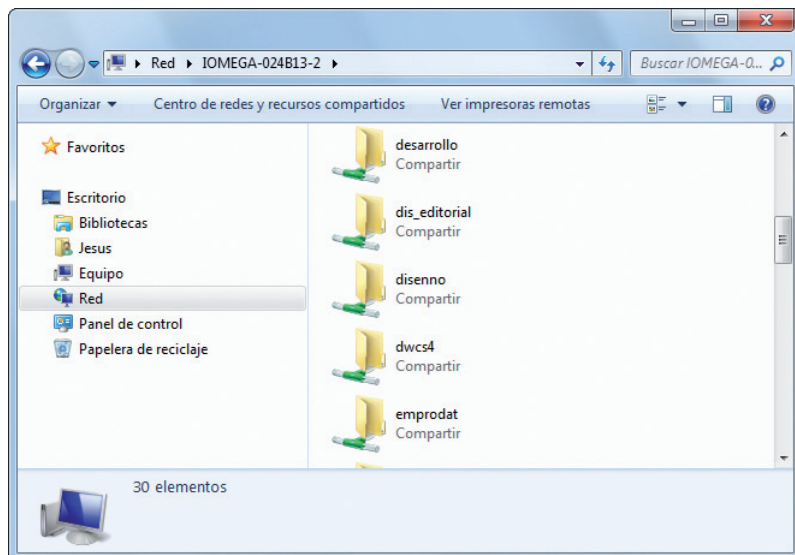 Red IOMEGA-024B13-2
Buscar IOMEGA-0...
Organizar Centro de redes y recursos compartidos Ver impresoras remotas
Favoritos
Escritorio
Bibliotecas
Jesus
Equipo
Red
Panel de control
Papelera de reciclaje
desarrollo
Compartir
dis_editorial
Compartir
disenno
Compartir
dwcs4
Compartir
emprodat
Compartir
30 elementos